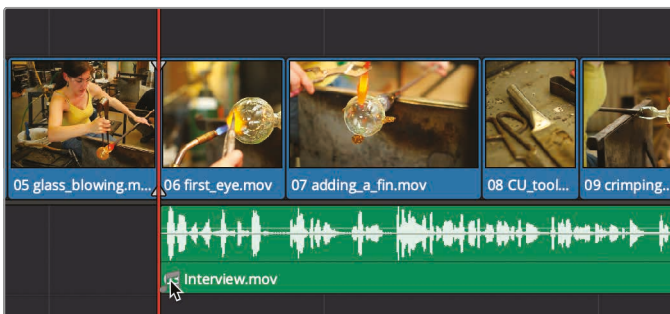 05 glass_blowing.m...
06 first_eye.mov
07 adding_a_fin.mov
08 CU_tool...
09 crimping...
Interview.mov